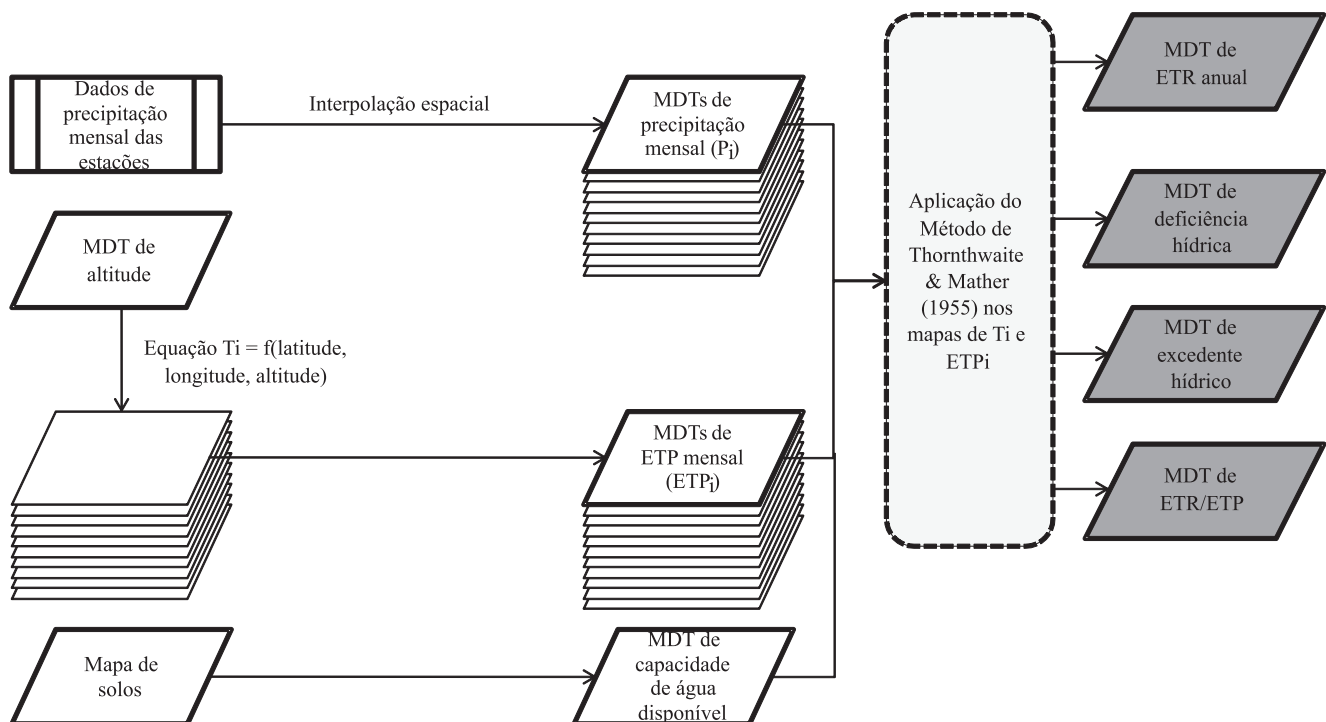 Dados de
precipitação
mensal das
estações
Interpolação espacial
MDTs de
precipitação
mensal (Pi)
MDT de
altitude
Equação Ti = f(latitude,
longitude, altitude)
MDTs de
ETP mensal
(ETPi)
Mapa de
solos
MDT de
capacidade
de água
disponível
Aplicação do
Método de
Thornthwaite
& Mather
(1955) nos
mapas de Ti e
ETPi
MDT de
ETR anual
MDT de
deficiência
hídrica
MDT de
excedente
hídrico
MDT de
ETR/ETP